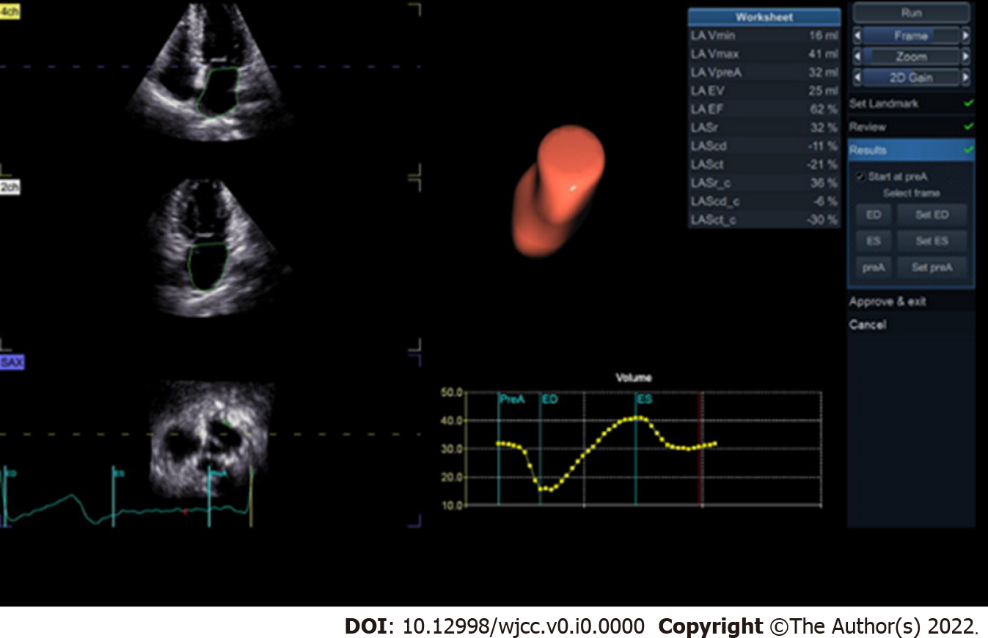 4ch
2ch
SAX
ED
ES
PreA
Worksheet
LA Vmin 16 ml
LA Vmax 41 ml
LA VpreA 32 ml
LA EV 25 ml
LA EF 62 %
LASr 32 %
LAScd -11 %
LASct -21 %
LASr_c 36 %
LAScd_c -6 %
LASct_c -30 %
Volume
50.0
40.0
30.0
20.0
10.0
PreA ED ES
Run
Frame
Zoom
2D Gain
Set Landmark
Review
Results
Start at preA
Select frame
ED Set ED
ES Set ES
preA Set preA
Approve & exit
Cancel
DOI: 10.12998/wjcc.v0.i0.0000 Copyright ©The Author(s) 2022.